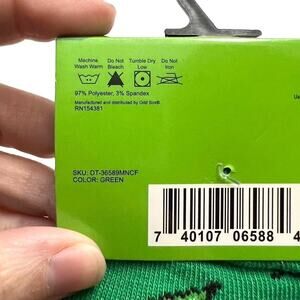 Machine Wash Warm
Do Not Bleach
Tumble Dry Low
Do Not Iron
97% Polyester, 3% Spandex
Manufactured and distributed by Odd Sox®.
RN154381
SKU: DT-36589MNCF
COLOR: GREEN
7 40107 06588 4